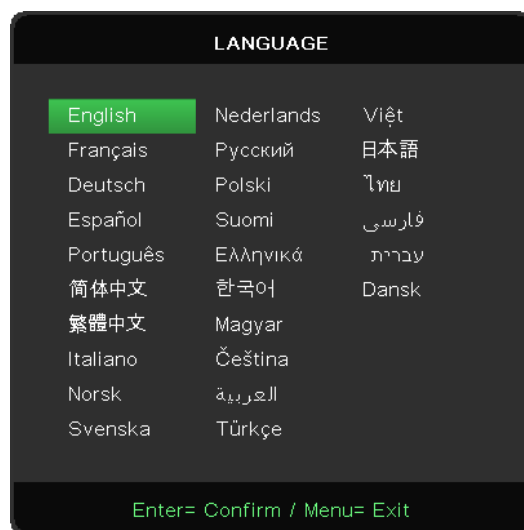 LANGUAGE
English
Français
Deutsch
Español
Português
简体中文
繁體中文
Italiano
Norsk
Svenska
Nederlands
Русский
Polski
Suomi
Ελληνικά
한국어
Magyar
Čeština
العربية
Türkçe
Việt
日本語
ไทย
فارسی
עברית
Dansk
Enter= Confirm / Menu= Exit